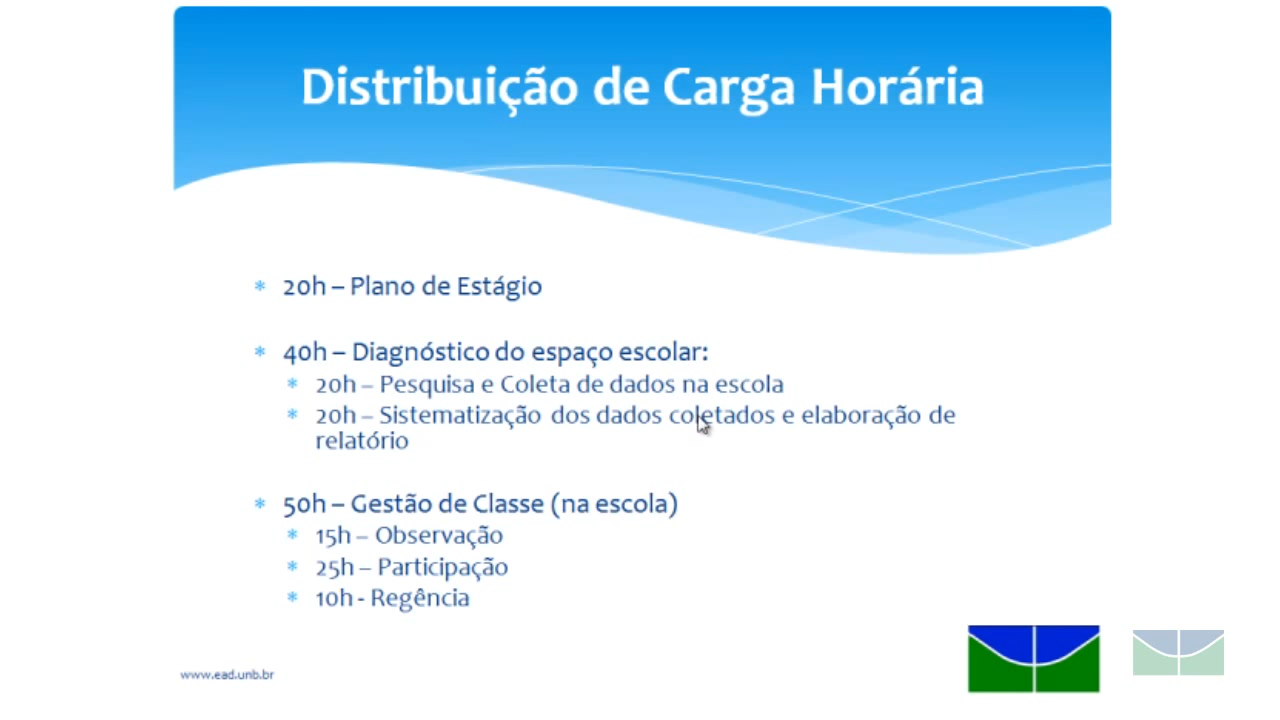 Distribuição de Carga Horária
* 20h – Plano de Estágio
* 40h – Diagnóstico do espaço escolar:
* 20h – Pesquisa e Coleta de dados na escola
* 20h – Sistematização dos dados coletados e elaboração de
relatório
* 50h – Gestão de Classe (na escola)
* 15h – Observação
* 25h – Participação
* 10h - Regência
www.ead.unb.br